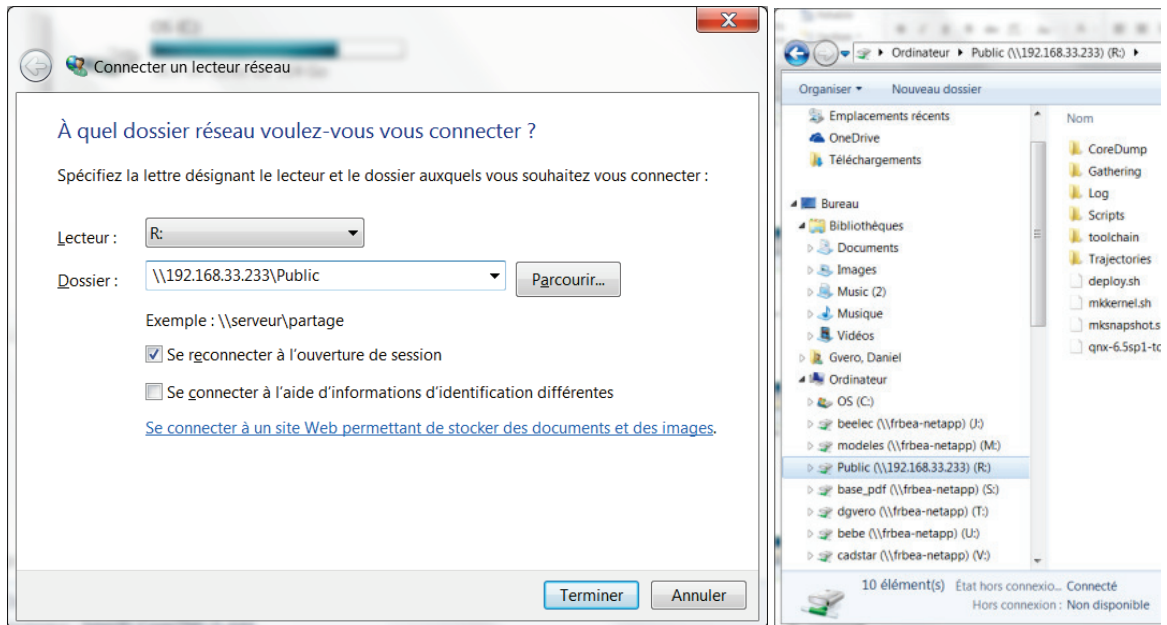 OS (C:)
Connecter un lecteur réseau
À quel dossier réseau voulez-vous vous connecter ?
Spécifiez la lettre désignant le lecteur et le dossier auxquels vous souhaitez vous connecter :
Lecteur : R:
Dossier : \\192.168.33.233\Public Parcourir...
Exemple : \\serveur\partage
Se reconnecter à l'ouverture de session
Se connecter à l'aide d'informations d'identification différentes
Se connecter à un site Web permettant de stocker des documents et des images.
Terminer Annuler
Ordinateur Public (\\192.168.33.233) (R:)
Organiser Nouveau dossier
Emplacements récents
OneDrive
Téléchargements
Bureau
Bibliothèques
Documents
Images
Music (2)
Musique
Vidéos
Gvero, Daniel
Ordinateur
OS (C:)
beelec (\\frbea-netapp) (J:)
modeles (\\frbea-netapp) (M:)
Public (\\192.168.33.233) (R:)
base_pdf (\\frbea-netapp) (S:)
dgvero (\\frbea-netapp) (T:)
bebe (\\frbea-netapp) (U:)
cadstar (\\frbea-netapp) (V:)
Nom
CoreDump
Gathering
Log
Scripts
toolchain
Trajectories
deploy.sh
mkkernel.sh
mksnapshot.s
qnx-6.5sp1-to
10 élément(s) État hors connexio... Connecté
Hors connexion : Non disponible